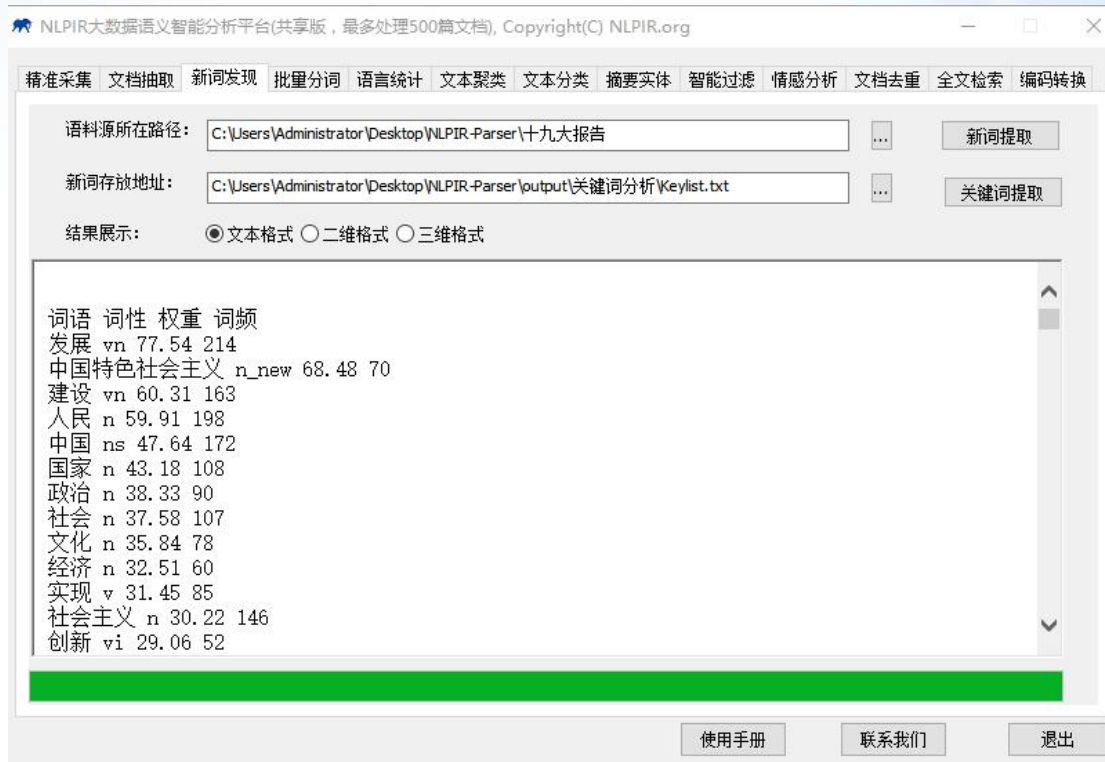 NLPIR大数据语义智能分析平台(共享版，最多处理500篇文档), Copyright(C) NLPIR.org
精准采集 文档抽取 新词发现 批量分词 语言统计 文本聚类 文本分类 摘要实体 智能过滤 情感分析 文档去重 全文检索 编码转换
语料源所在路径: C:\Users\Administrator\Desktop\NLPIR-Parser\十九大报告 ... 新词提取
新词存放地址: C:\Users\Administrator\Desktop\NLPIR-Parser\output\关键词分析\Keylist.txt ... 关键词提取
结果展示: 文本格式 二维格式 三维格式
词语 词性 权重 词频
发展 vn 77.54 214
中国特色社会主义 n_new 68.48 70
建设 vn 60.31 163
人民 n 59.91 198
中国 ns 47.64 172
国家 n 43.18 108
政治 n 38.33 90
社会 n 37.58 107
文化 n 35.84 78
经济 n 32.51 60
实现 v 31.45 85
社会主义 n 30.22 146
创新 vi 29.06 52
使用手册 联系我们 退出